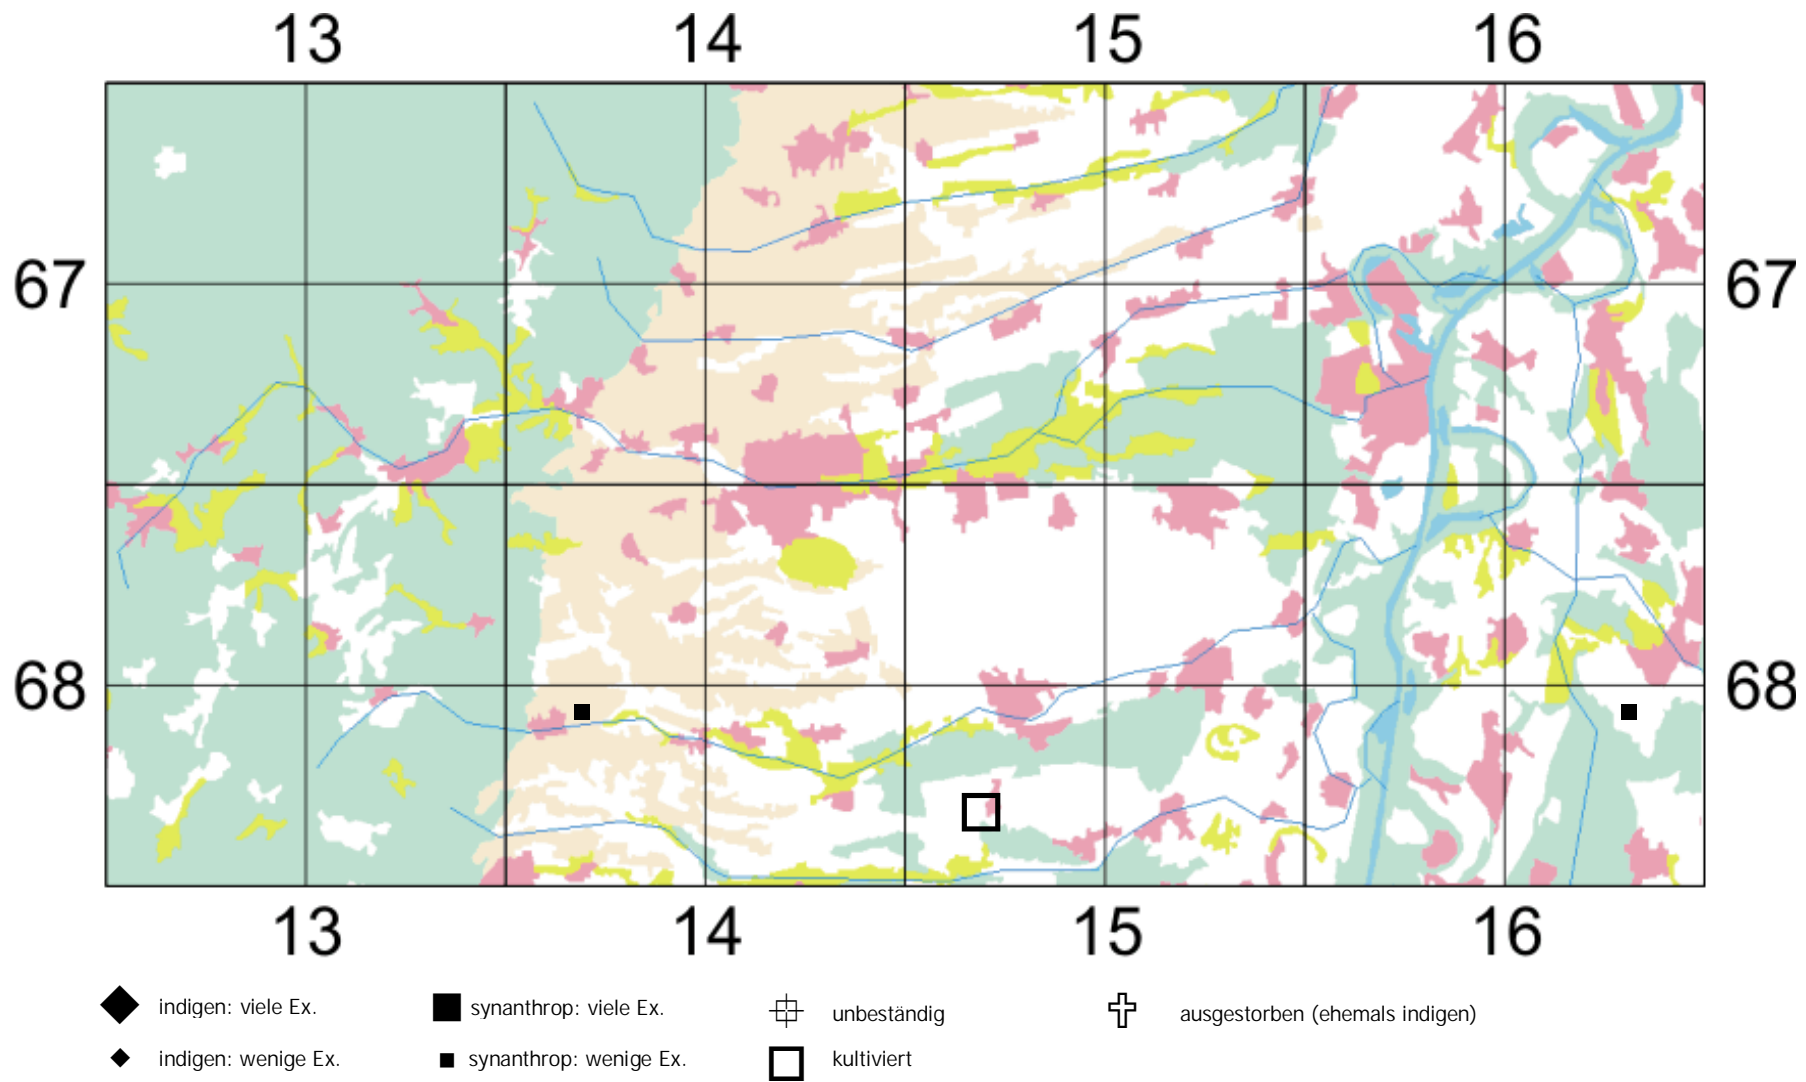 13 14 15 16
67 67
68 68
13 14 15 16
indigen: viele Ex. synanthrop: viele Ex. unbeständig ausgestorben (ehemals indigen)
indigen: wenige Ex. synanthrop: wenige Ex. kultiviert